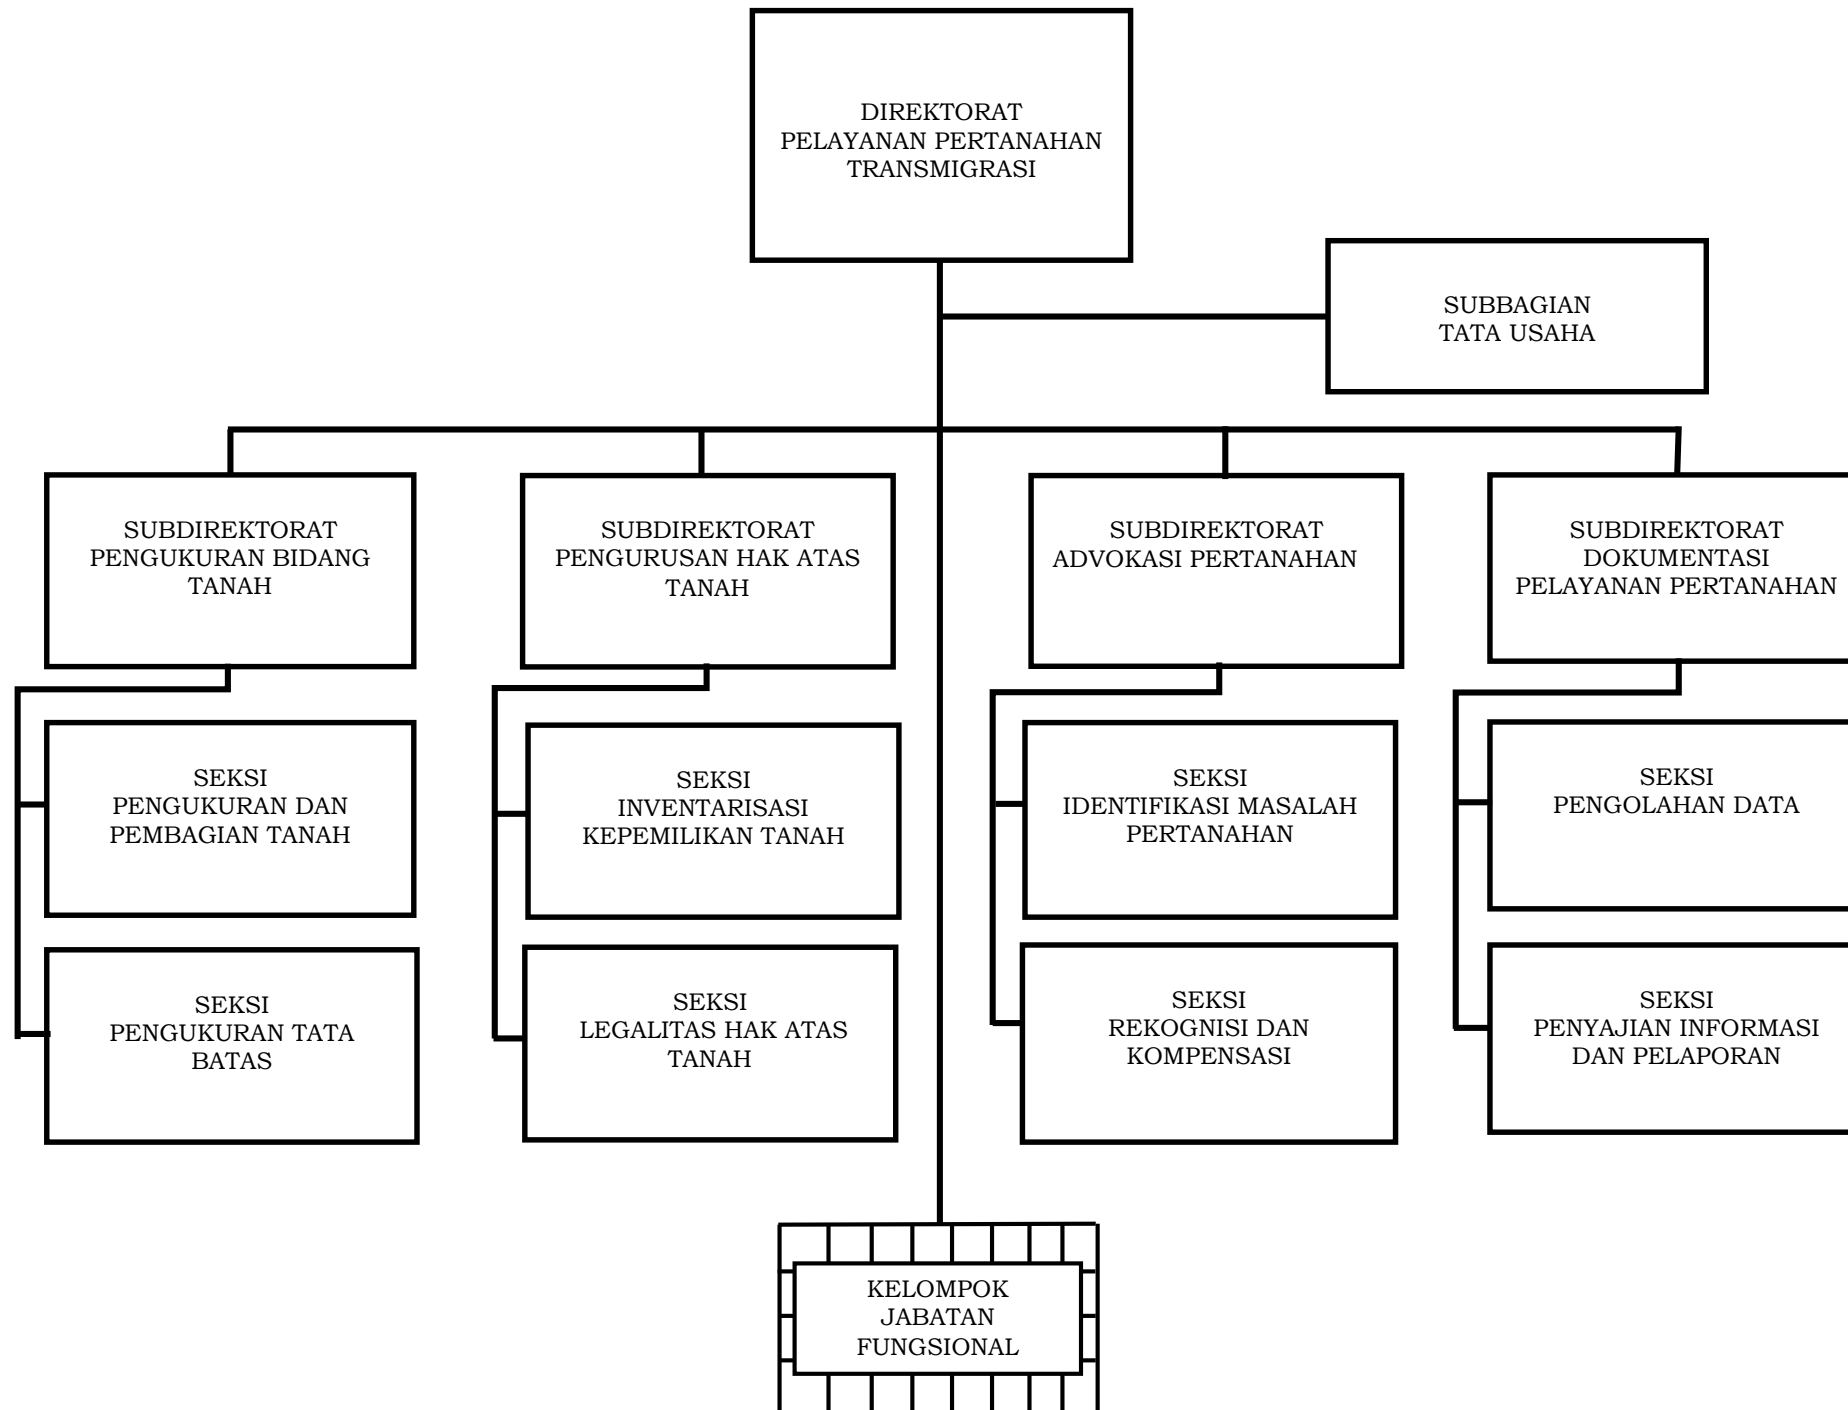 DIREKTORAT
PELAYANAN PERTANAHAN
TRANSMIGRASI
SUBBAGIAN
TATA USAHA
SUBDIREKTORAT
PENGUKURAN BIDANG
TANAH
SUBDIREKTORAT
PENGURUSAN HAK ATAS
TANAH
SUBDIREKTORAT
ADVOKASI PERTANAHAN
SUBDIREKTORAT
DOKUMENTASI
PELAYANAN PERTANAHAN
SEKSI
PENGUKURAN DAN
PEMBAGIAN TANAH
SEKSI
INVENTARISASI
KEPEMILIKAN TANAH
SEKSI
IDENTIFIKASI MASALAH
PERTANAHAN
SEKSI
PENGOLAHAN DATA
SEKSI
PENGUKURAN TATA
BATAS
SEKSI
LEGALITAS HAK ATAS
TANAH
SEKSI
REKOGNISI DAN
KOMPENSASI
SEKSI
PENYAJIAN INFORMASI
DAN PELAPORAN
KELOMPOK
JABATAN
FUNGSIONAL